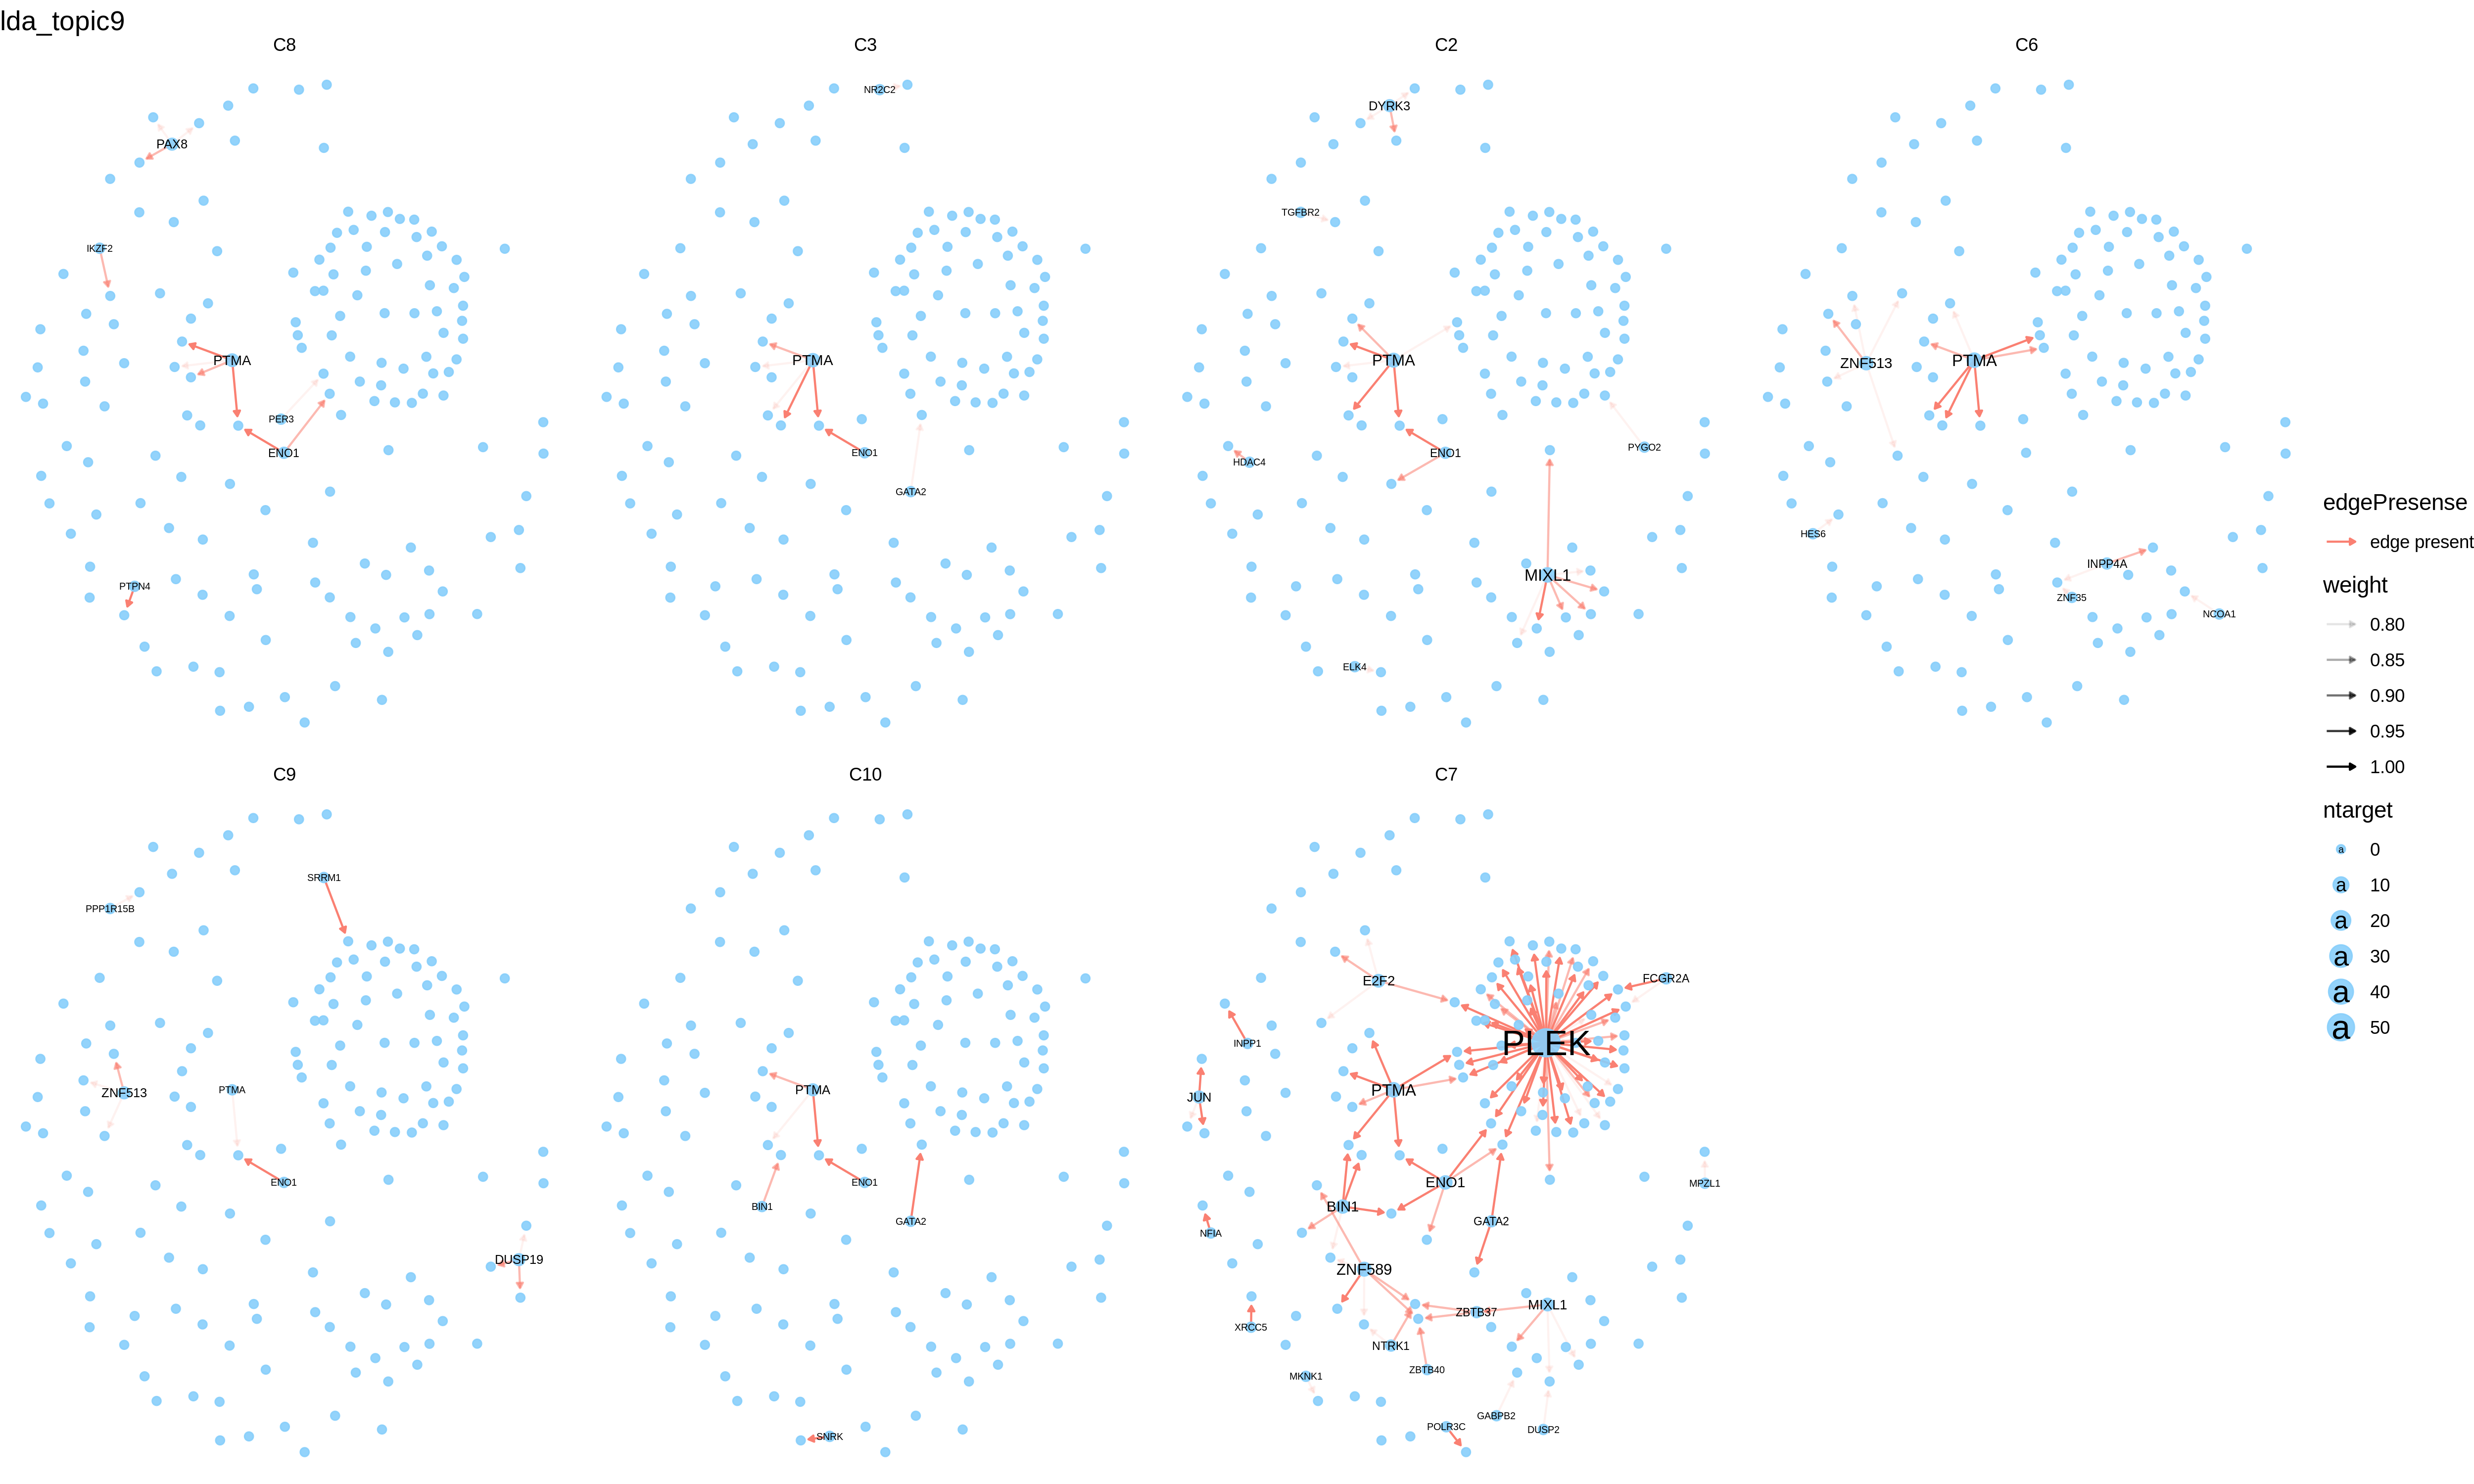 lda_topic9
C8
PAX8
IKZF2
PTMA
PER3
ENO1
PTPN4
C3
NR2C2
PTMA
ENO1
GATA2
C2
DYRK3
TGFBR2
PTMA
PYGO2
ENO1
HDAC4
MIXL1
ELK4
C6
ZNF513
PTMA
HES6
INPP4A
ZNF35
NCOA1
C9
SRRM1
PPP1R15B
PTMA
ZNF513
ENO1
DUSP19
C10
PTMA
BIN1
ENO1
GATA2
SNRK
C7
E2F2
FCGR2A
INPP1
PLEK
PTMA
JUN
ENO1
MPZL1
BIN1
GATA2
NFIA
ZNF589
MIXL1
ZBTB37
XRCC5
NTRK1
ZBTB40
MKNK1
GABPB2
POLR3C
DUSP2
edgePresense
edge present
weight
0.80
0.85
0.90
0.95
1.00
ntarget
a 0
a 10
a 20
a 30
a 40
a 50